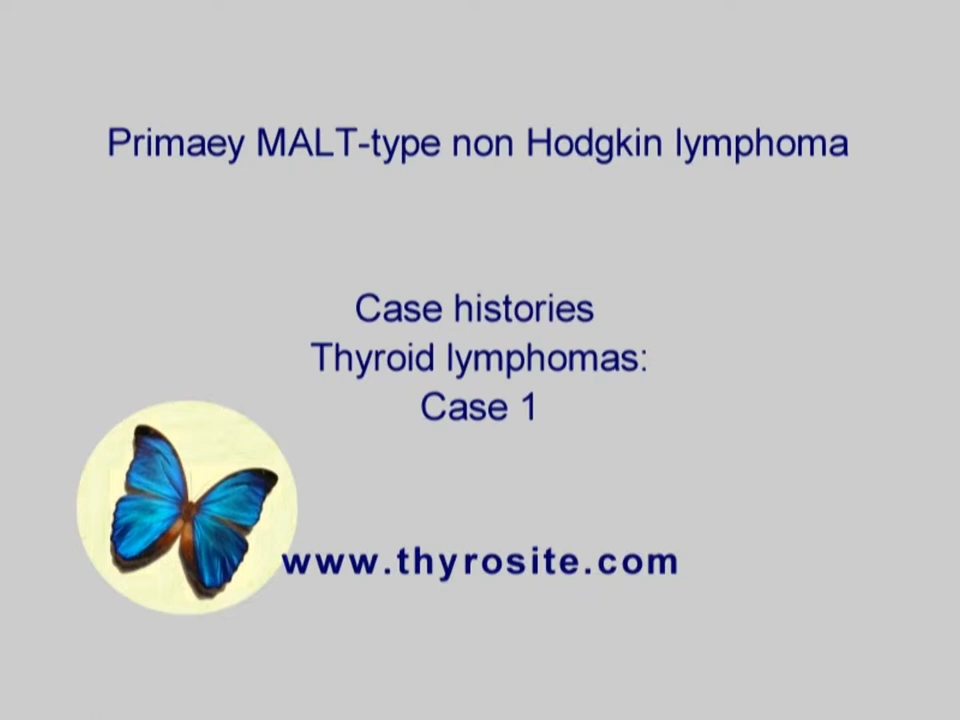 Primaey MALT-type non Hodgkin lymphoma
Case histories
Thyroid lymphomas:
Case 1
www.thyrosite.com